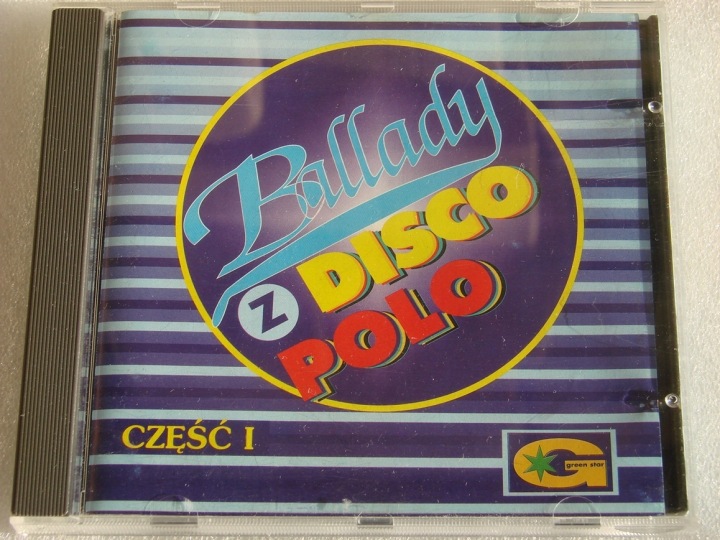 Ballady
Z DISCO
POLO
CZĘŚĆ I
G
green star